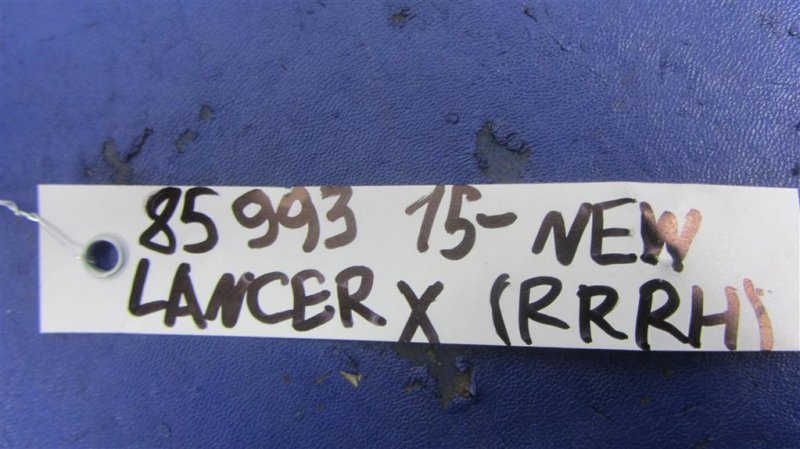 85993 15-NEW
LANCER X (RRRH)